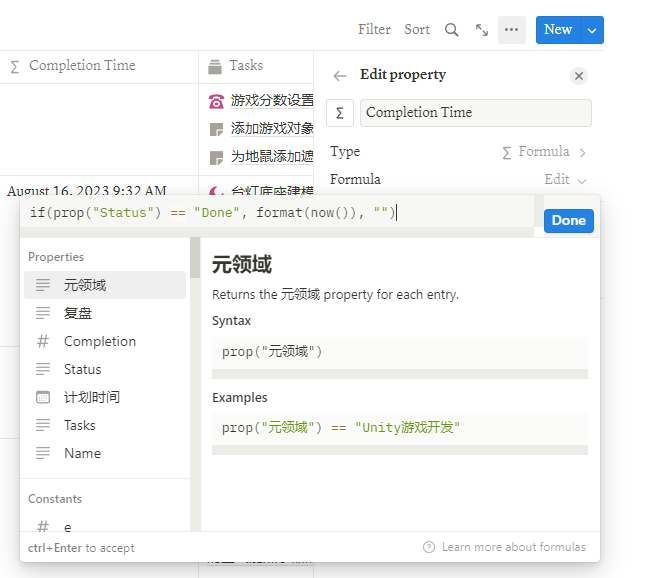 Filter Sort New
Completion Time Tasks
Edit property
游戏分数设置
Completion Time
添加游戏对象
Type Formula
为地鼠添加遮
Formula Edit
August 16, 2023 9:32 AM 台灯底座建模
if(prop("Status") == "Done", format(now()), "")
Done
Properties
元领域
复盘
Completion
Status
计划时间
Tasks
Name
Constants
e
元领域
Returns the 元领域 property for each entry.
Syntax
prop("元领域")
Examples
prop("元领域") == "Unity游戏开发"
ctrl+Enter to accept
Learn more about formulas